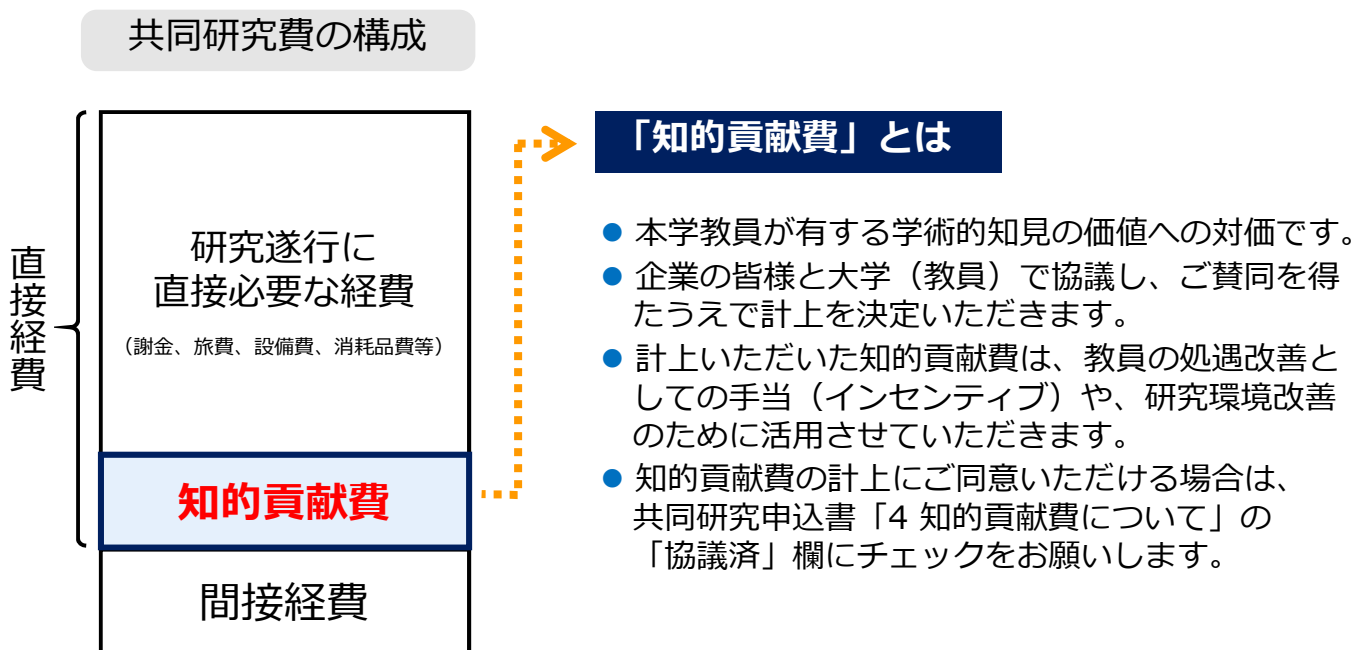 共同研究費の構成
直接経費
研究遂行に
直接必要な経費
（謝金、旅費、設備費、消耗品費等）
知的貢献費
間接経費
「知的貢献費」とは
● 本学教員が有する学術的知見の価値への対価です。
● 企業の皆様と大学（教員）で協議し、ご賛同を得
たうえで計上を決定いただきます。
● 計上いただいた知的貢献費は、教員の処遇改善と
しての手当（インセンティブ）や、研究環境改善
のために活用させていただきます。
● 知的貢献費の計上にご同意いただける場合は、
共同研究申込書「4 知的貢献費について」の
「協議済」欄にチェックをお願いします。